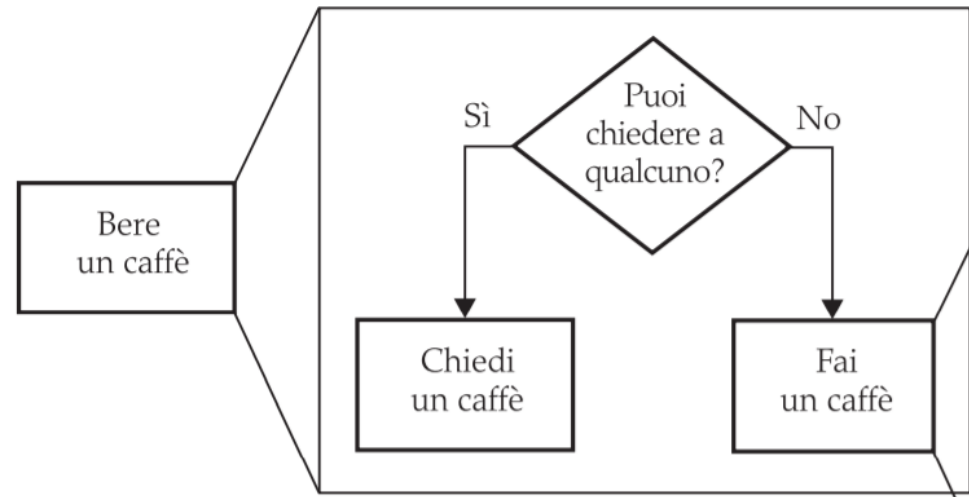 Puoi
chiedere a
qualcuno?
Sì
No
Bere
un caffè
Chiedi
un caffè
Fai
un caffè